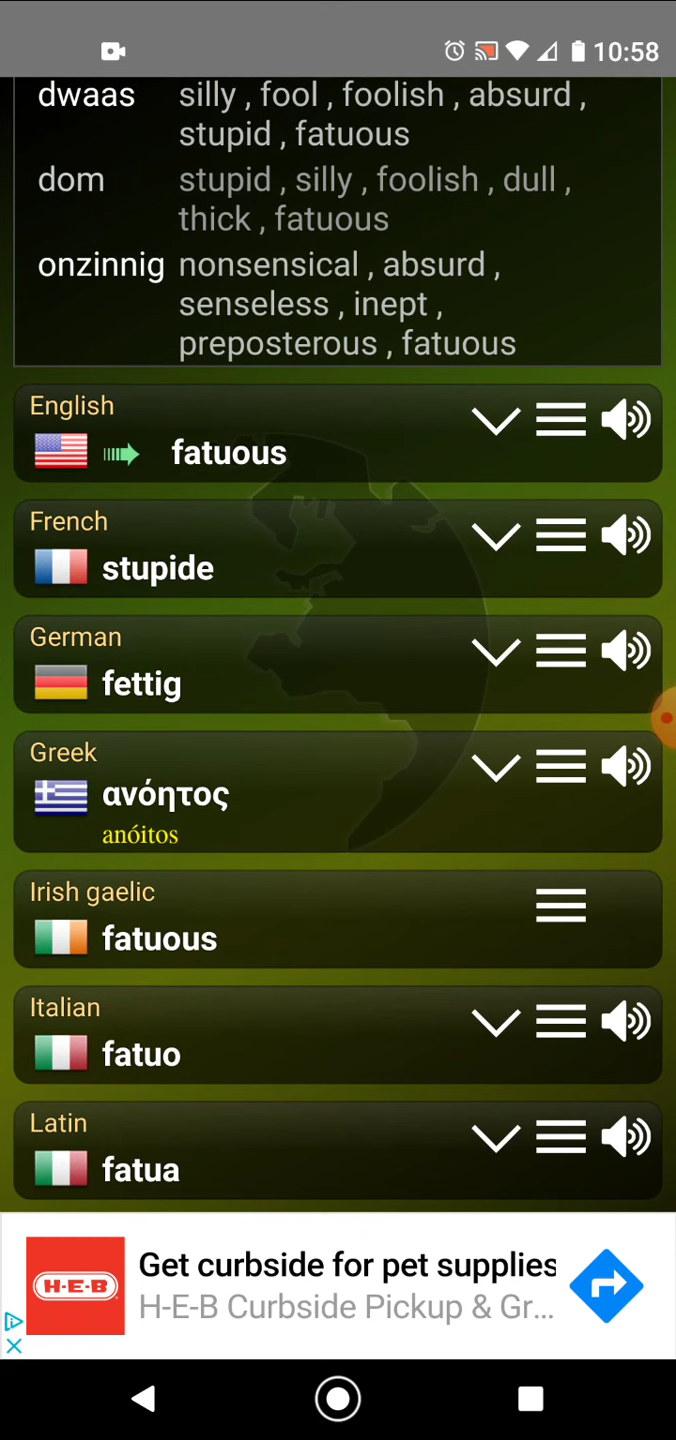 10:58
dwaas silly , fool , foolish , absurd ,
stupid , fatuous
dom stupid , silly , foolish , dull ,
thick , fatuous
onzinnig nonsensical , absurd ,
senseless , inept ,
preposterous , fatuous
English
fatuous
French
stupide
German
fettig
Greek
ανόητος
anóitos
Irish gaelic
fatuous
Italian
fatuo
Latin
fatua
H-E-B
Get curbside for pet supplies
H-E-B Curbside Pickup & Gr...